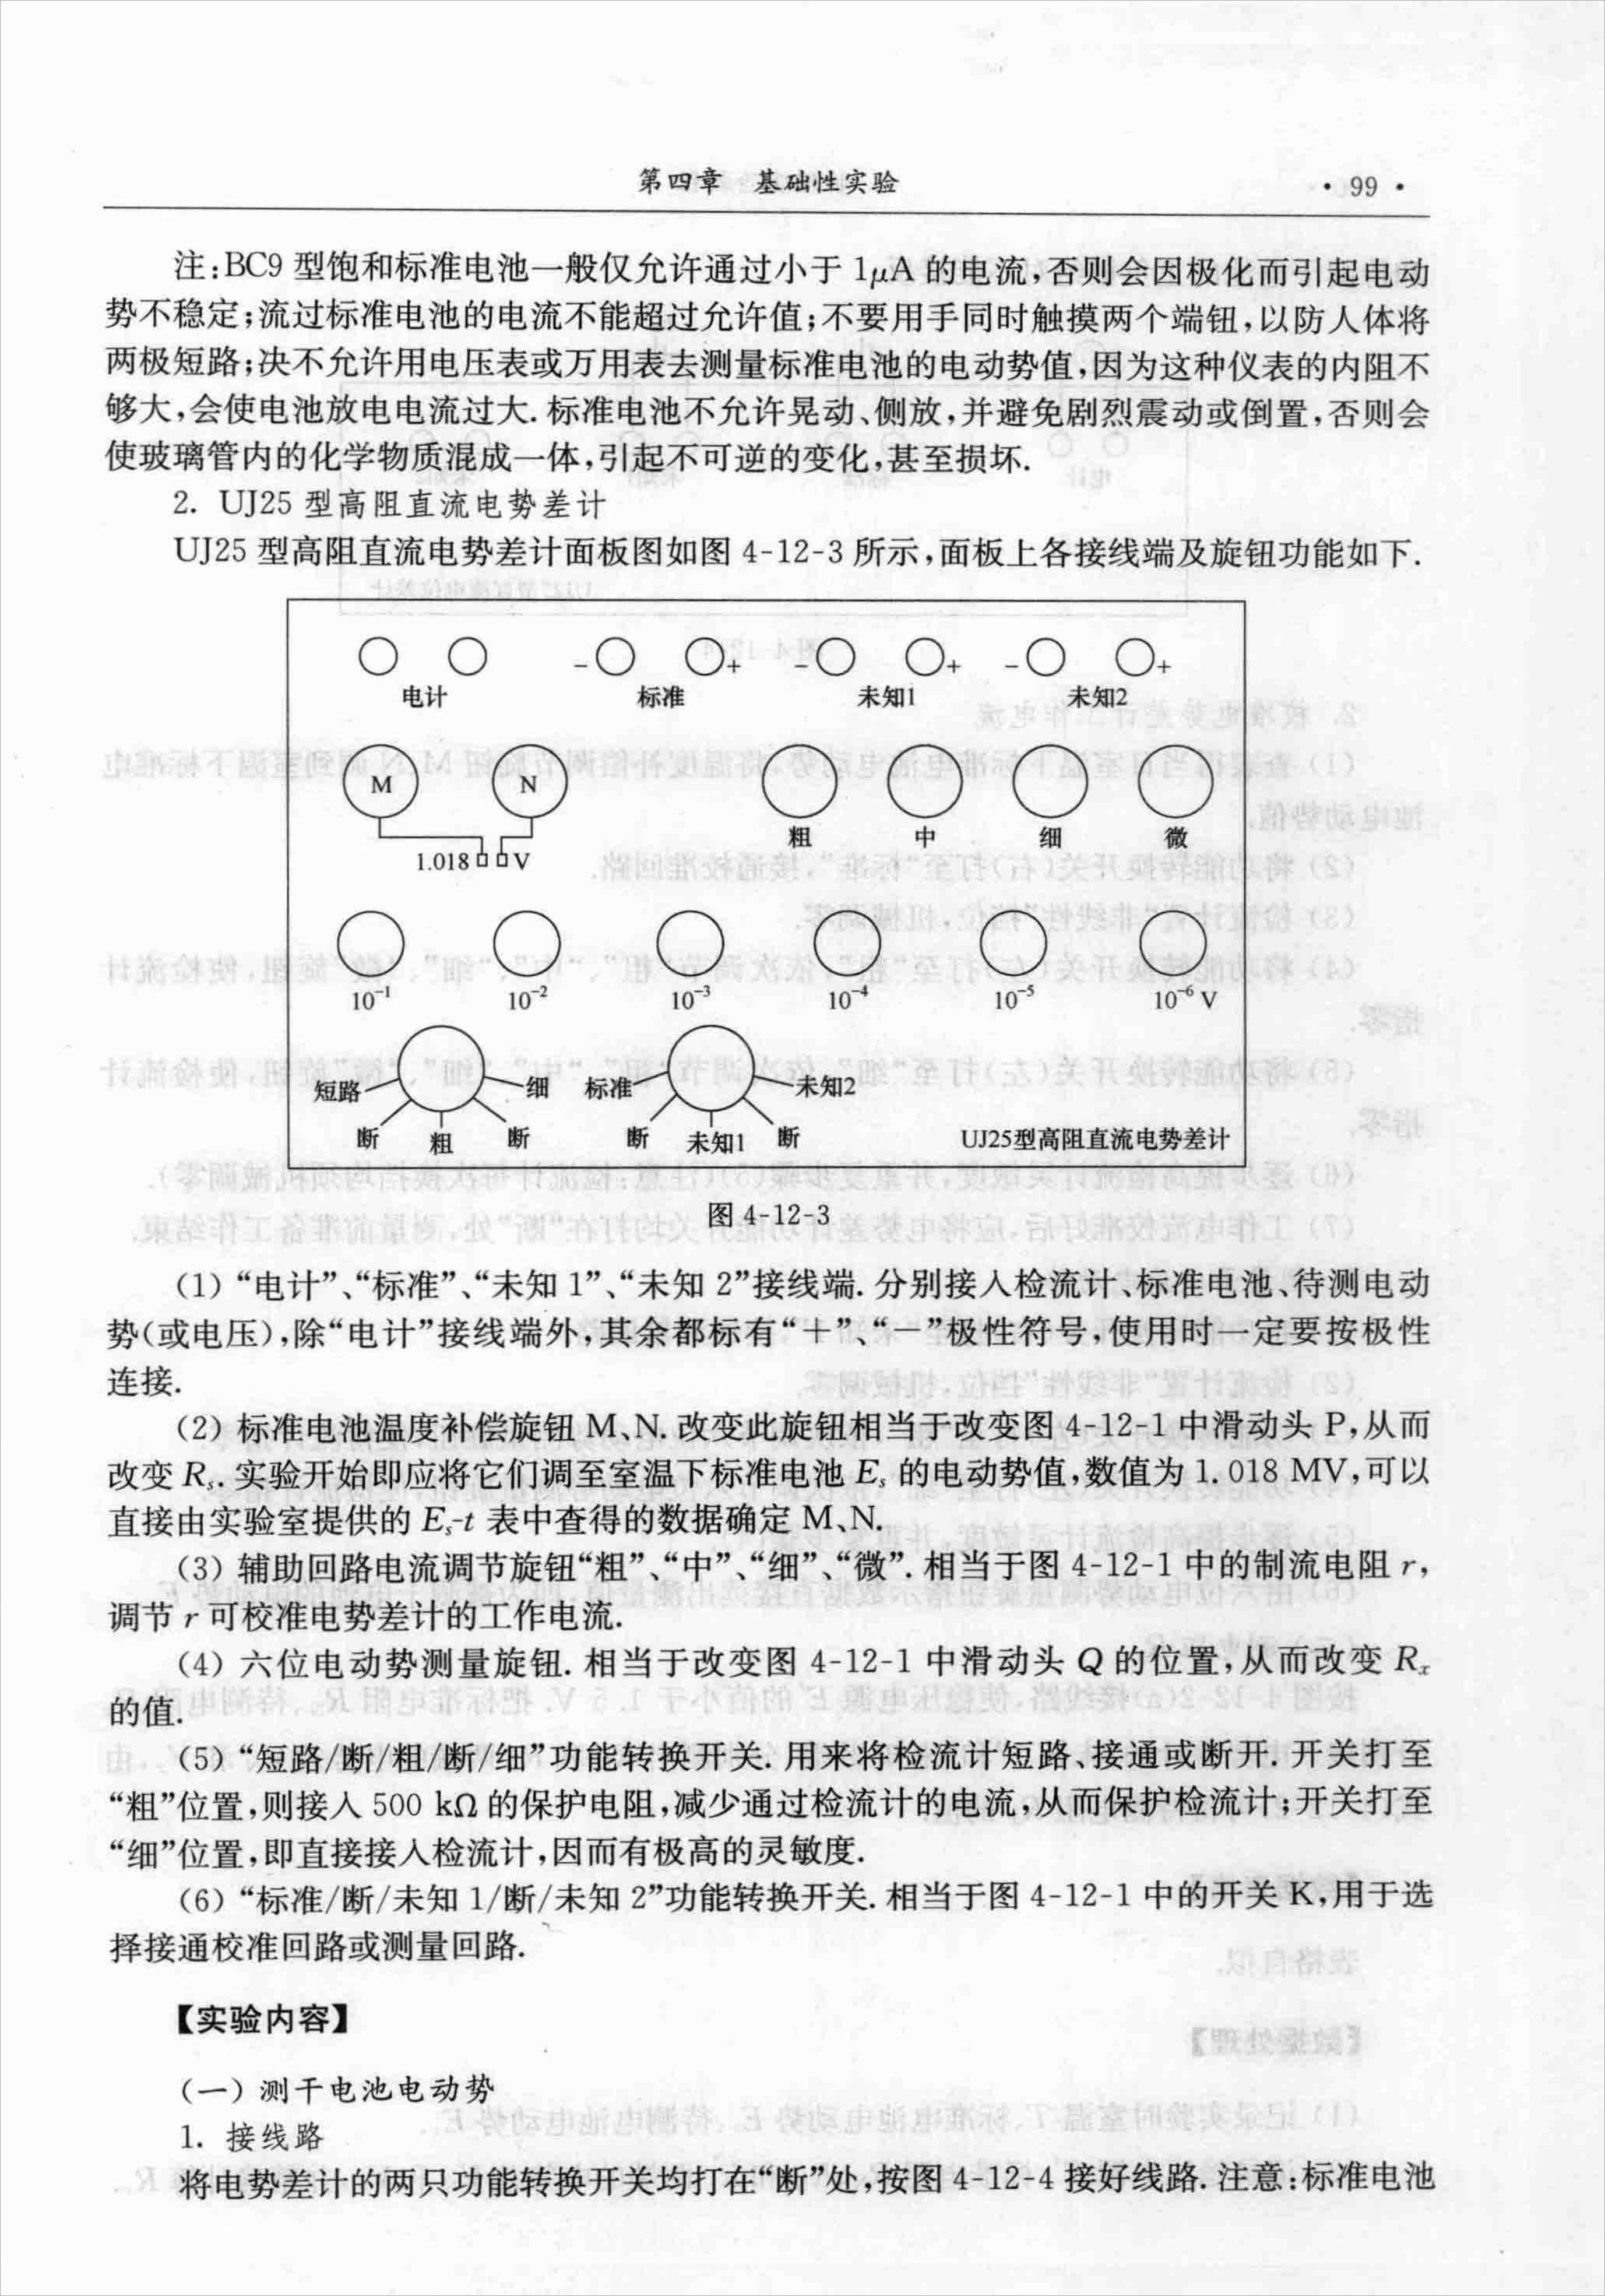 第四章　基础性实验
· 99 ·
注:BC9 型饱和标准电池一般仅允许通过小于 1μA 的电流,否则会因极化而引起电动
势不稳定;流过标准电池的电流不能超过允许值;不要用手同时触摸两个端钮,以防人体将
两极短路;决不允许用电压表或万用表去测量标准电池的电动势值,因为这种仪表的内阻不
够大,会使电池放电电流过大. 标准电池不允许晃动、侧放,并避免剧烈震动或倒置,否则会
使玻璃管内的化学物质混成一体,引起不可逆的变化,甚至损坏.
2. UJ25 型高阻直流电势差计
UJ25 型高阻直流电势差计面板图如图 4-12-3 所示,面板上各接线端及旋钮功能如下.
− + − + − +
电计 标准 未知1 未知2
M N
粗 中 细 微
1.018 V
10⁻¹ 10⁻² 10⁻³ 10⁻⁴ 10⁻⁵ 10⁻⁶ V
短路 细 标准 未知2
断 粗 断 断 未知1 断 UJ25型高阻直流电势差计
图 4-12-3
(1) “电计”、“标准”、“未知 1”、“未知 2”接线端. 分别接入检流计、标准电池、待测电动
势(或电压),除“电计”接线端外,其余都标有“＋”、“－”极性符号,使用时一定要按极性
连接.
(2) 标准电池温度补偿旋钮 M、N. 改变此旋钮相当于改变图 4-12-1 中滑动头 P,从而
改变 Rₛ. 实验开始即应将它们调至室温下标准电池 Eₛ 的电动势值,数值为 1. 018 MV,可以
直接由实验室提供的 Eₛ-t 表中查得的数据确定 M、N.
(3) 辅助回路电流调节旋钮“粗”、“中”、“细”、“微”. 相当于图 4-12-1 中的制流电阻 r,
调节 r 可校准电势差计的工作电流.
(4) 六位电动势测量旋钮. 相当于改变图 4-12-1 中滑动头 Q 的位置,从而改变 Rₓ
的值.
(5) “短路/断/粗/断/细”功能转换开关. 用来将检流计短路、接通或断开. 开关打至
“粗”位置,则接入 500 kΩ 的保护电阻,减少通过检流计的电流,从而保护检流计;开关打至
“细”位置,即直接接入检流计,因而有极高的灵敏度.
(6) “标准/断/未知 1/断/未知 2”功能转换开关. 相当于图 4-12-1 中的开关 K,用于选
择接通校准回路或测量回路.
【实验内容】
(一) 测干电池电动势
1. 接线路
将电势差计的两只功能转换开关均打在“断”处,按图 4-12-4 接好线路. 注意:标准电池